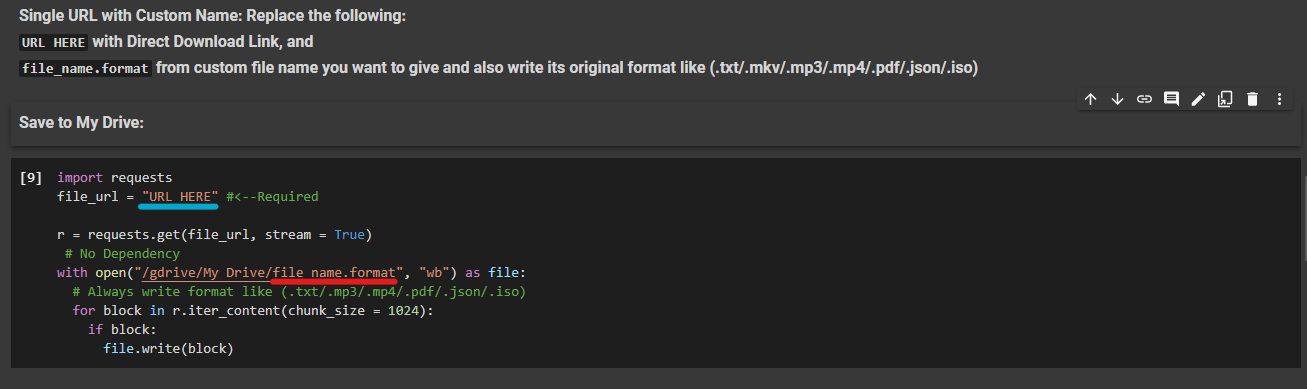 Single URL with Custom Name: Replace the following:
URL HERE with Direct Download Link, and
file_name.format from custom file name you want to give and also write its original format like (.txt/.mkv/.mp3/.mp4/.pdf/.json/.iso)
Save to My Drive:
[9] import requests
file_url = "URL HERE" #<--Required
r = requests.get(file_url, stream = True)
# No Dependency
with open("/gdrive/My Drive/file_name.format", "wb") as file:
# Always write format like (.txt/.mp3/.mp4/.pdf/.json/.iso)
for block in r.iter_content(chunk_size = 1024):
if block:
file.write(block)